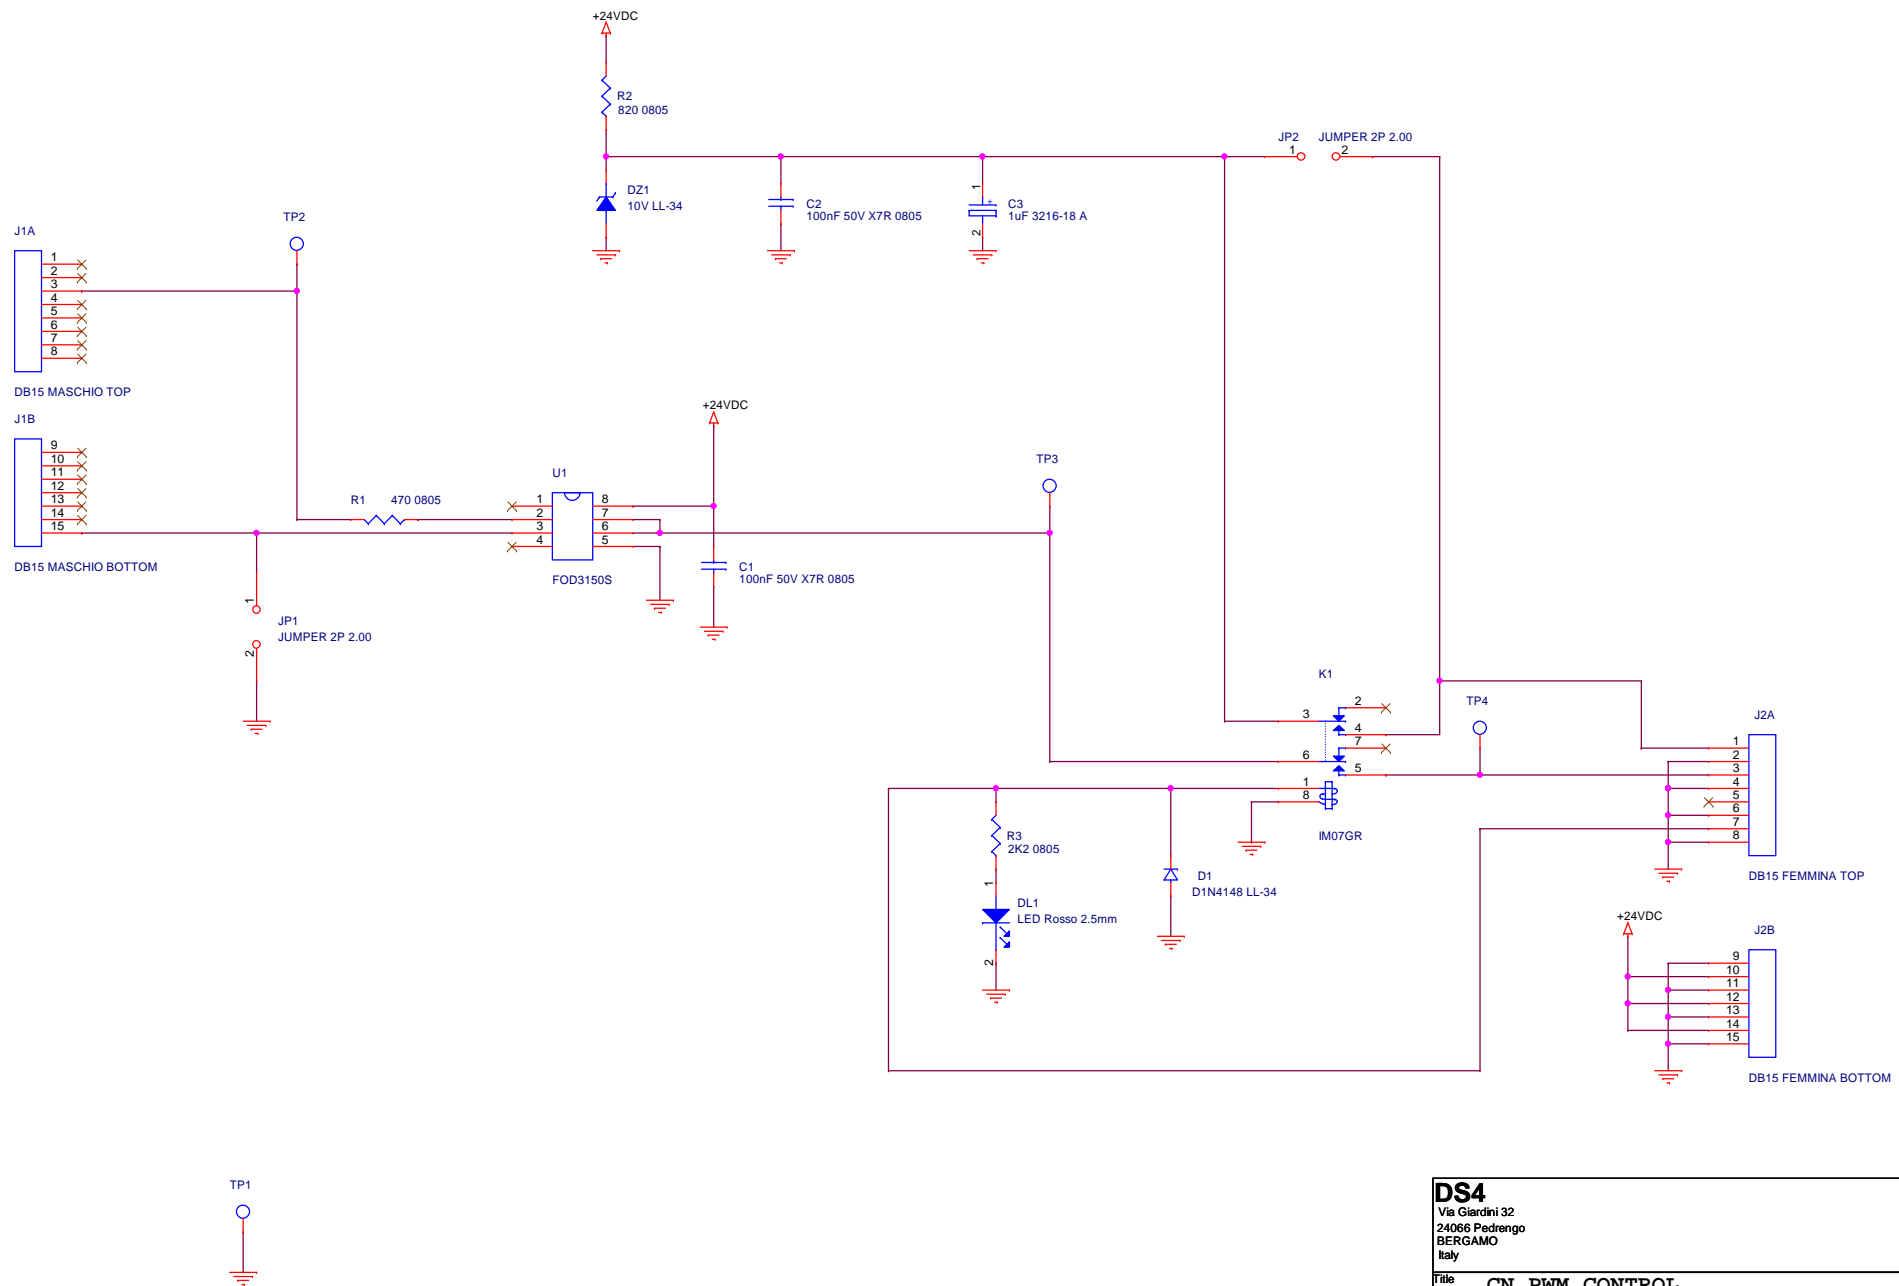 +24VDC
R2
820 0805
JP2 JUMPER 2P 2.00
1 2
DZ1
10V LL-34
C2
100nF 50V X7R 0805
1
C3
1uF 3216-18 A
2
+
TP2
J1A
1
2
3
4
5
6
7
8
DB15 MASCHIO TOP
J1B
9
10
11
12
13
14
15
DB15 MASCHIO BOTTOM
R1 470 0805
U1
1 8
2 7
3 6
4 5
FOD3150S
+24VDC
C1
100nF 50V X7R 0805
TP3
1
JP1
JUMPER 2P 2.00
2
K1
2
3
4
7
6
5
1
8
IM07GR
TP4
J2A
1
2
3
4
5
6
7
8
DB15 FEMMINA TOP
R3
2K2 0805
1
DL1
LED Rosso 2.5mm
2
D1
D1N4148 LL-34
+24VDC
J2B
9
10
11
12
13
14
15
DB15 FEMMINA BOTTOM
TP1
DS4
Via Giardini 32
24066 Pedrengo
BERGAMO
Italy
Title
CN PWM CONTROL